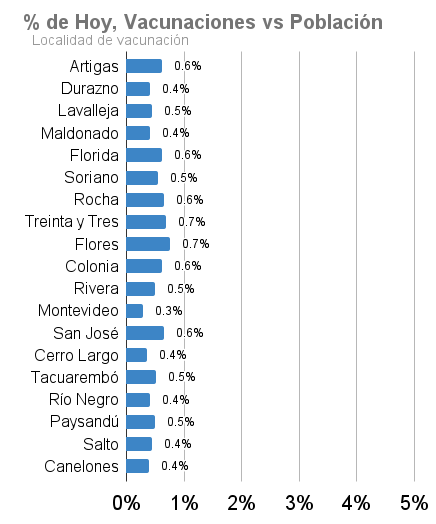 % de Hoy, Vacunaciones vs Población
Localidad de vacunación
Artigas 0.6%
Durazno 0.4%
Lavalleja 0.5%
Maldonado 0.4%
Florida 0.6%
Soriano 0.5%
Rocha 0.6%
Treinta y Tres 0.7%
Flores 0.7%
Colonia 0.6%
Rivera 0.5%
Montevideo 0.3%
San José 0.6%
Cerro Largo 0.4%
Tacuarembó 0.5%
Río Negro 0.4%
Paysandú 0.5%
Salto 0.4%
Canelones 0.4%
0% 1% 2% 3% 4% 5%